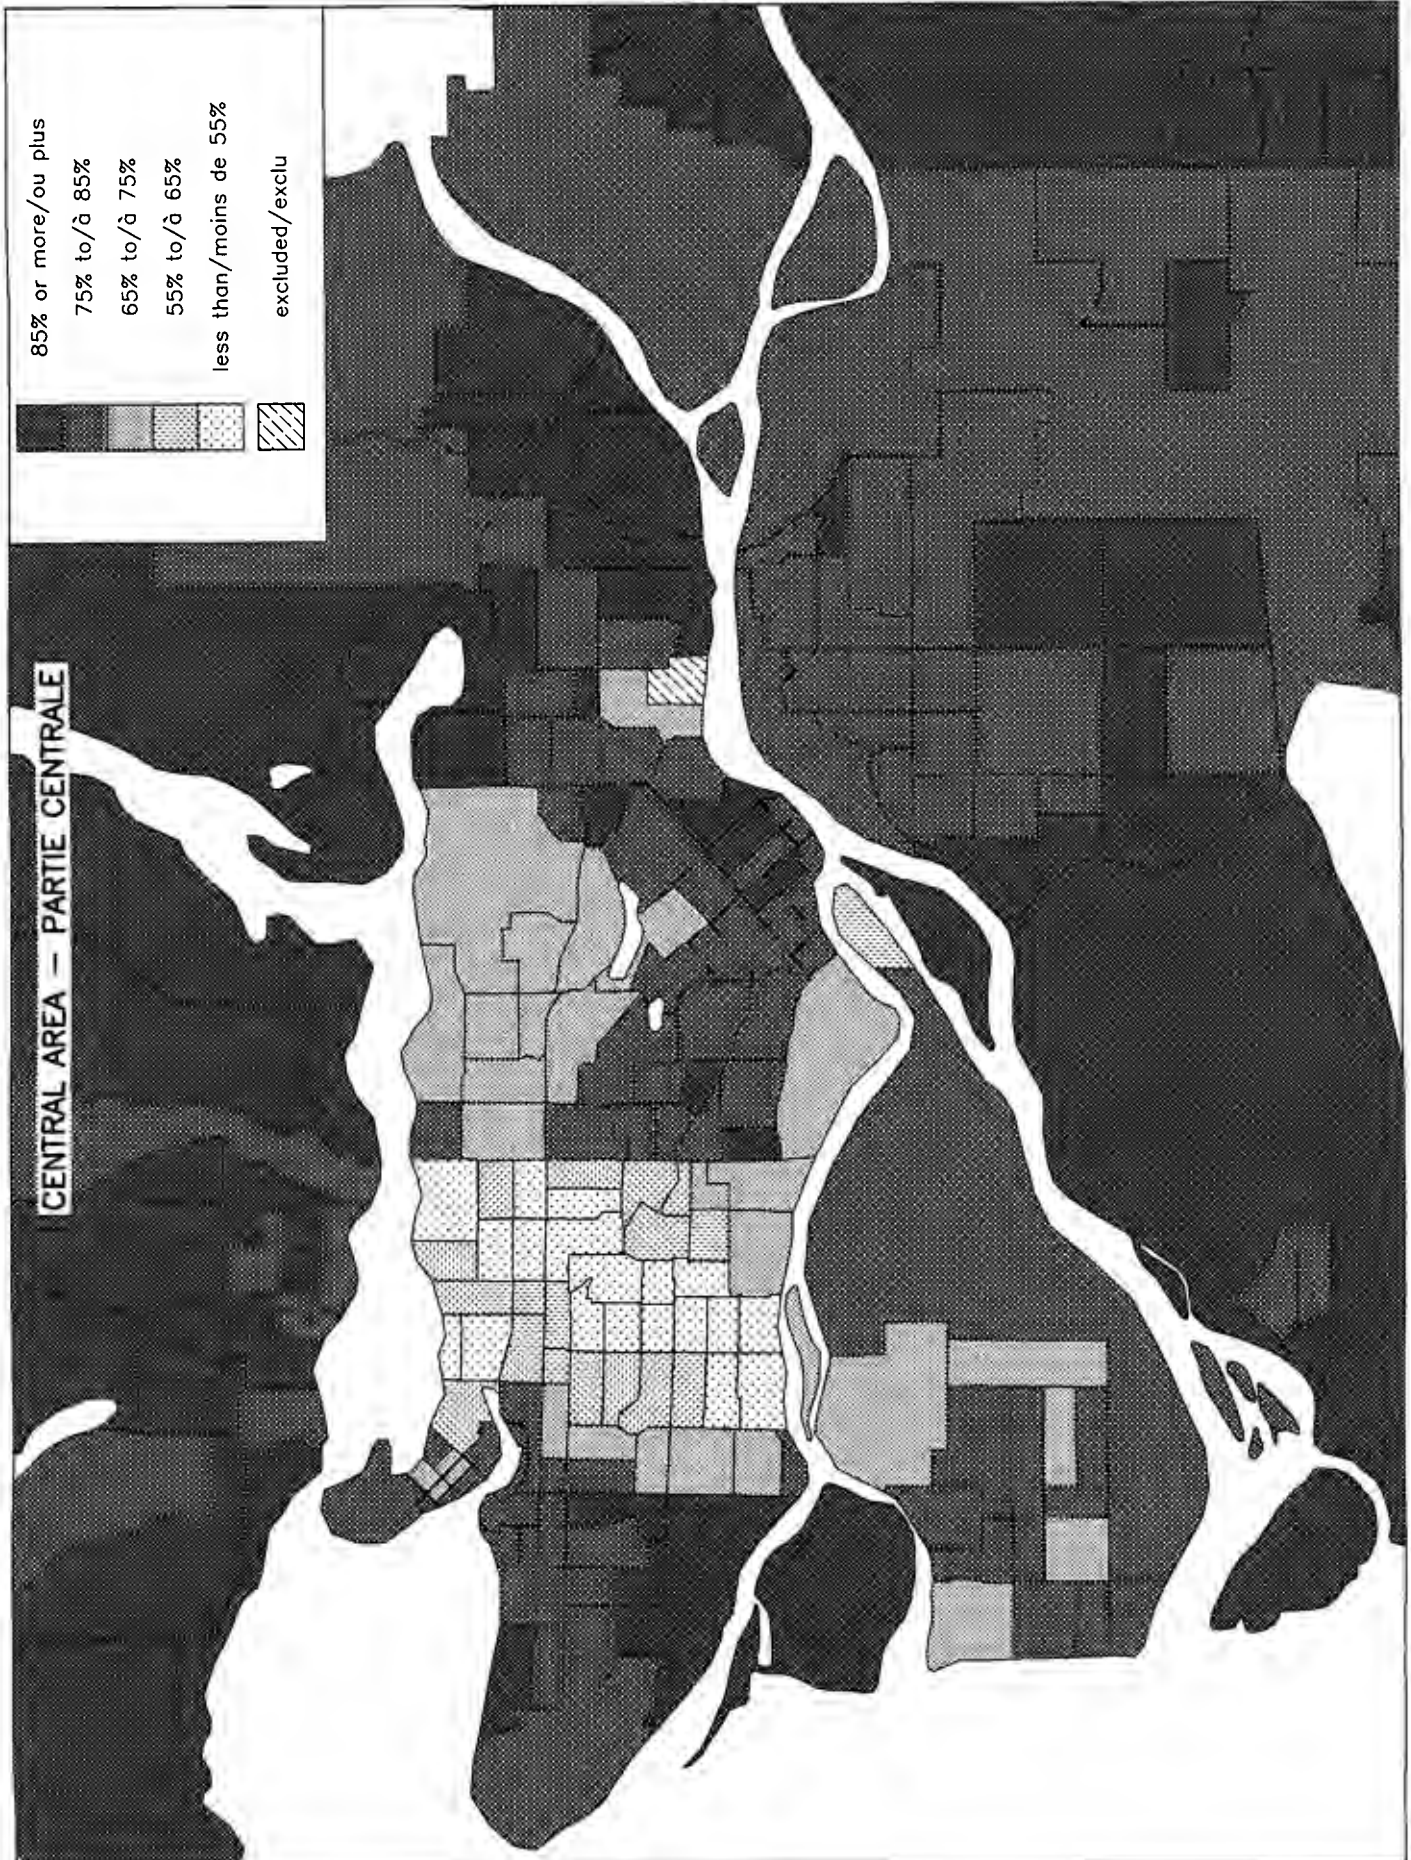 CENTRAL AREA — PARTIE CENTRALE
85% or more/ou plus
75% to/à 85%
65% to/à 75%
55% to/à 65%
less than/moins de 55%
excluded/exclu